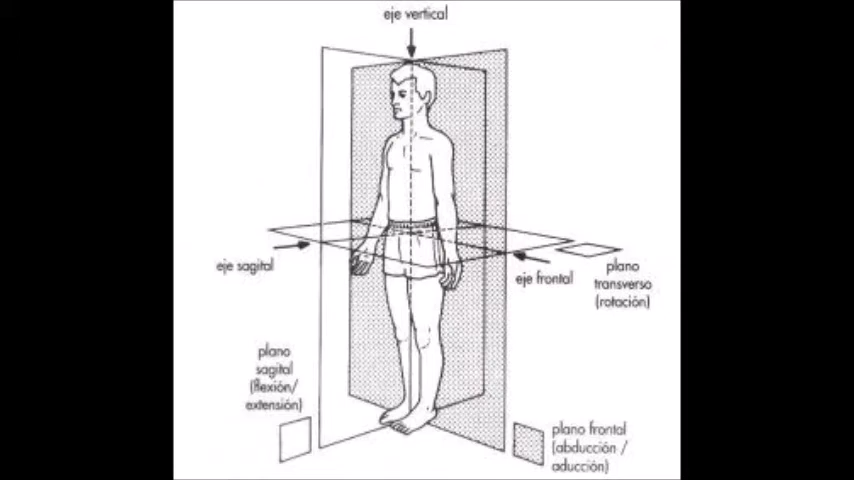 eje vertical
eje sagital
eje frontal
plano
transverso
(rotación)
plano
sagital
(flexión/
extensión)
plano frontal
(abducción /
aducción)